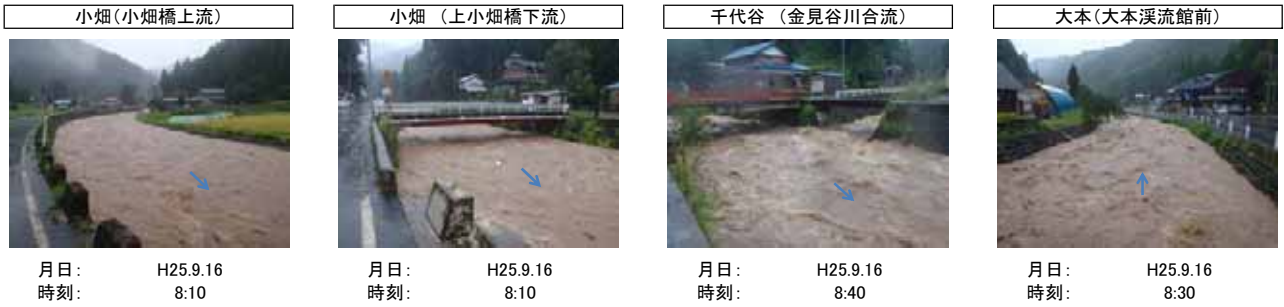 小畑(小畑橋上流)
月日: H25.9.16
時刻: 8:10
小畑 (上小畑橋下流)
月日: H25.9.16
時刻: 8:10
千代谷 (金見谷川合流)
月日: H25.9.16
時刻: 8:40
大本(大本渓流館前)
月日: H25.9.16
時刻: 8:30